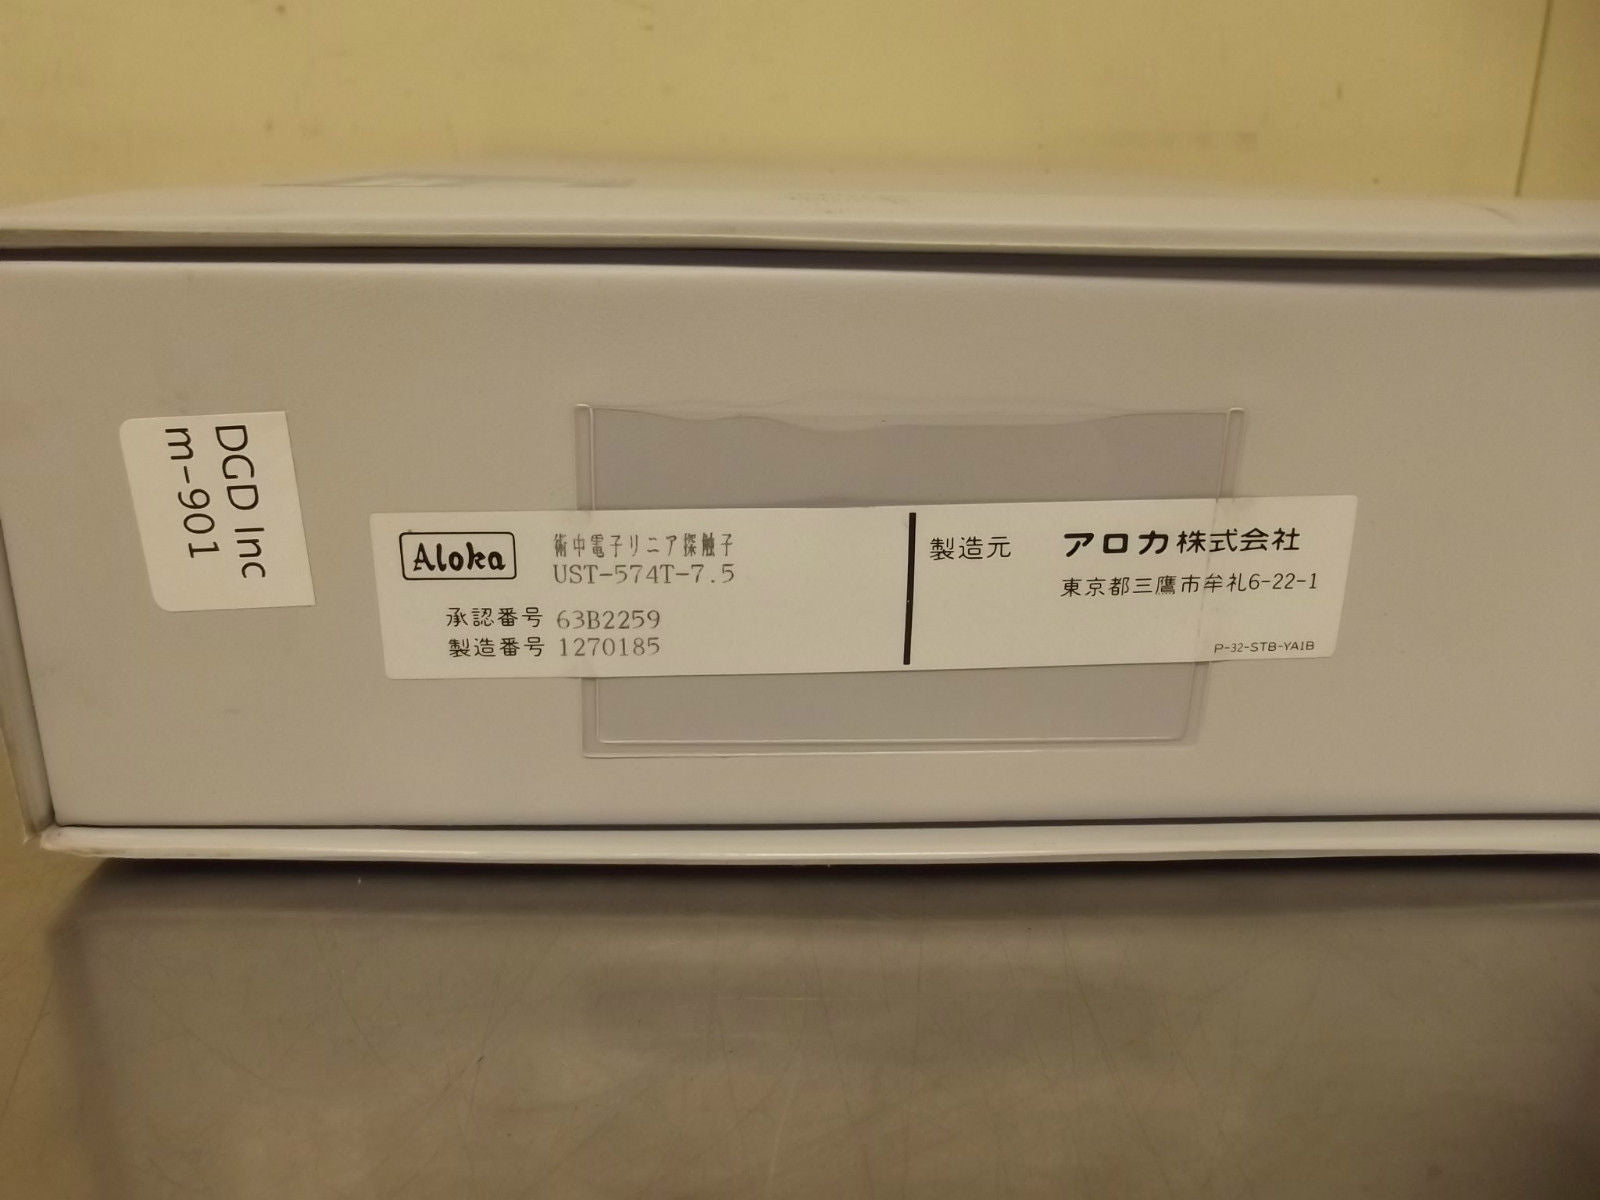 DGD Inc
m-901
Aloka
術中電子リニア探触子
UST-574T-7.5
承認番号 63B2259
製造番号 1270185
製造元 アロカ株式会社
東京都三鷹市牟礼6-22-1
P-32-STB-YA1B